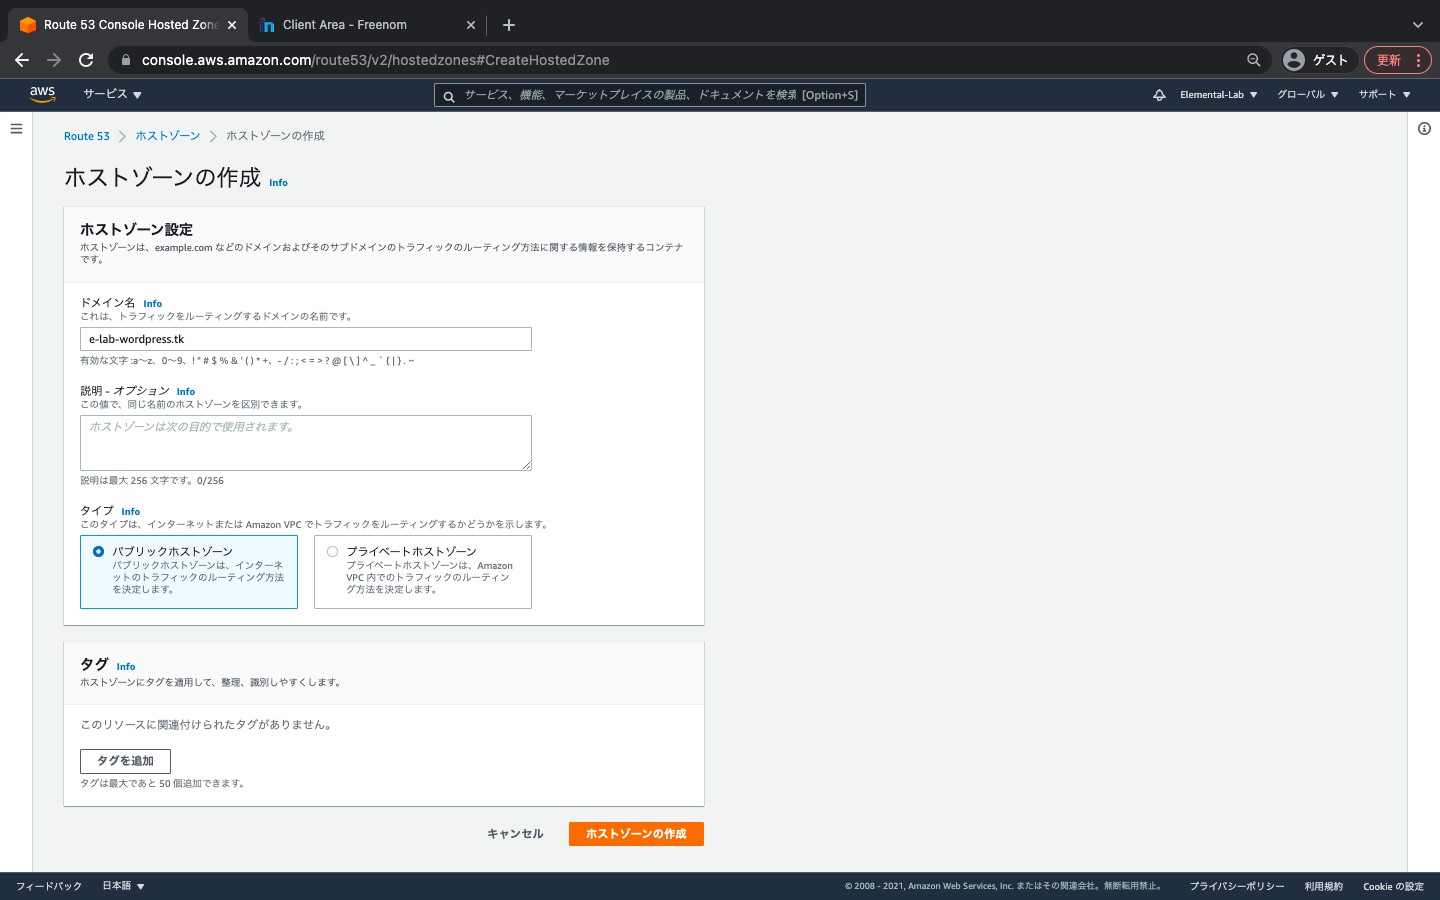 Route 53 Console Hosted Zon
Client Area - Freenom
console.aws.amazon.com/route53/v2/hostedzones#CreateHostedZone
ゲスト
更新
aws
サービス
サービス、機能、マーケットプレイスの製品、ドキュメントを検索 [Option+S]
Elemental-Lab
グローバル
サポート
Route 53
ホストゾーン
ホストゾーンの作成
ホストゾーンの作成 Info
ホストゾーン設定
ホストゾーンは、example.com などのドメインおよびそのサブドメインのトラフィックのルーティング方法に関する情報を保持するコンテナ
です。
ドメイン名 Info
これは、トラフィックをルーティングするドメインの名前です。
e-lab-wordpress.tk
有効な文字 :a〜z、0〜9、! " # $ % & ' ( ) * +、- / : ; < = > ? @ [ \ ] ^ _ ` { | } . ~
説明 - オプション Info
この値で、同じ名前のホストゾーンを区別できます。
ホストゾーンは次の目的で使用されます。
説明は最大 256 文字です。0/256
タイプ Info
このタイプは、インターネットまたは Amazon VPC でトラフィックをルーティングするかどうかを示します。
パブリックホストゾーン
パブリックホストゾーンは、インターネ
ットのトラフィックのルーティング方法
を決定します。
プライベートホストゾーン
プライベートホストゾーンは、Amazon
VPC 内でのトラフィックのルーティン
グ方法を決定します。
タグ Info
ホストゾーンにタグを適用して、整理、識別しやすくします。
このリソースに関連付けられたタグがありません。
タグを追加
タグは最大であと 50 個追加できます。
キャンセル
ホストゾーンの作成
フィードバック
日本語
© 2008 - 2021, Amazon Web Services, Inc. またはその関連会社。無断転用禁止。
プライバシーポリシー
利用規約
Cookie の設定